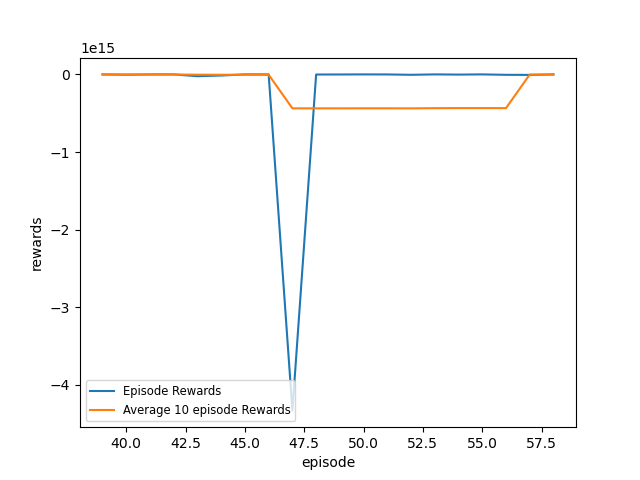 1e15
0
−1
−2
−3
−4
rewards
Episode Rewards
Average 10 episode Rewards
40.0 42.5 45.0 47.5 50.0 52.5 55.0 57.5
episode